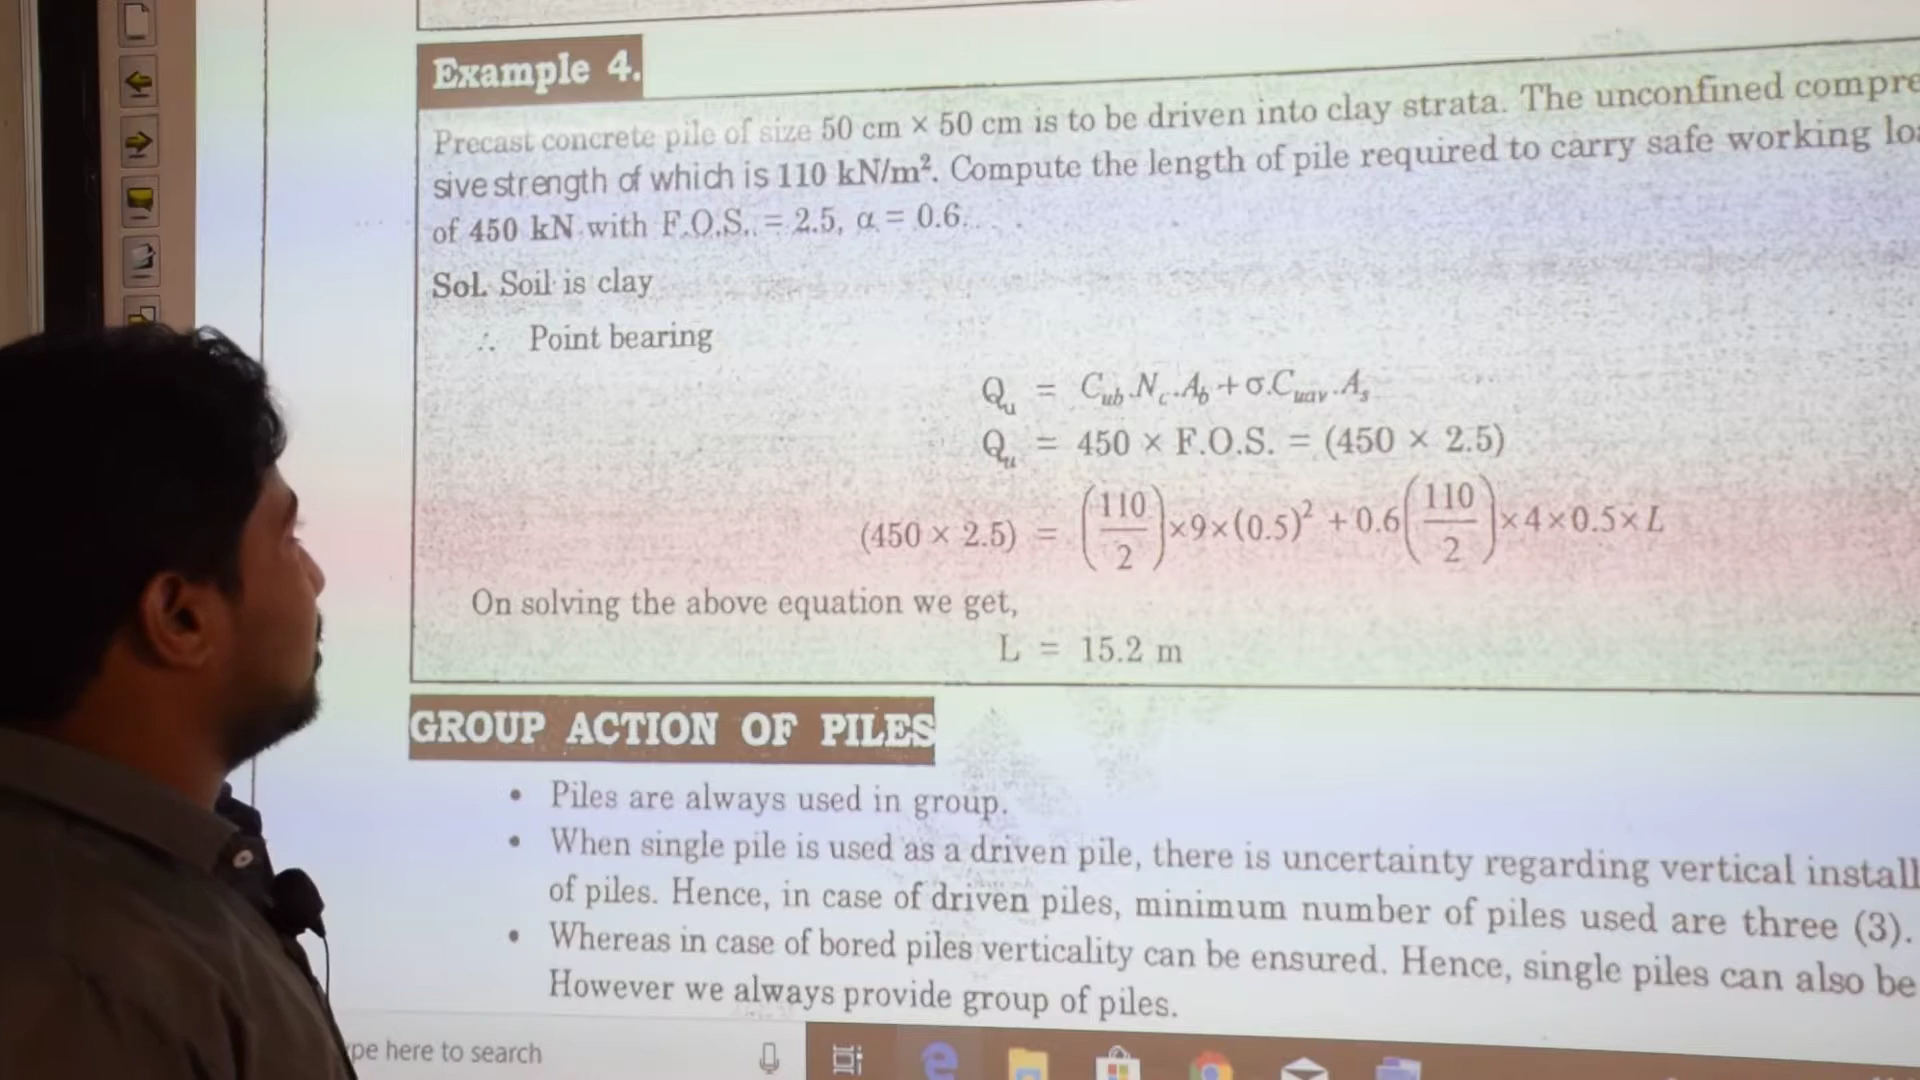 Example 4.
Precast concrete pile of size 50 cm × 50 cm is to be driven into clay strata. The unconfined compre
sive strength of which is 110 kN/m². Compute the length of pile required to carry safe working lo
of 450 kN with F.O.S. = 2.5, α = 0.6.
Sol. Soil is clay
∴ Point bearing
Q_u = C_ub.N_c.A_b + σ.C_uav.A_s
Q_u = 450 × F.O.S. = (450 × 2.5)
(450 × 2.5) = (110/2)×9×(0.5)² + 0.6(110/2)×4×0.5×L
On solving the above equation we get,
L = 15.2 m
GROUP ACTION OF PILES
• Piles are always used in group.
• When single pile is used as a driven pile, there is uncertainty regarding vertical install
of piles. Hence, in case of driven piles, minimum number of piles used are three (3).
• Whereas in case of bored piles verticality can be ensured. Hence, single piles can also be
However we always provide group of piles.
pe here to search